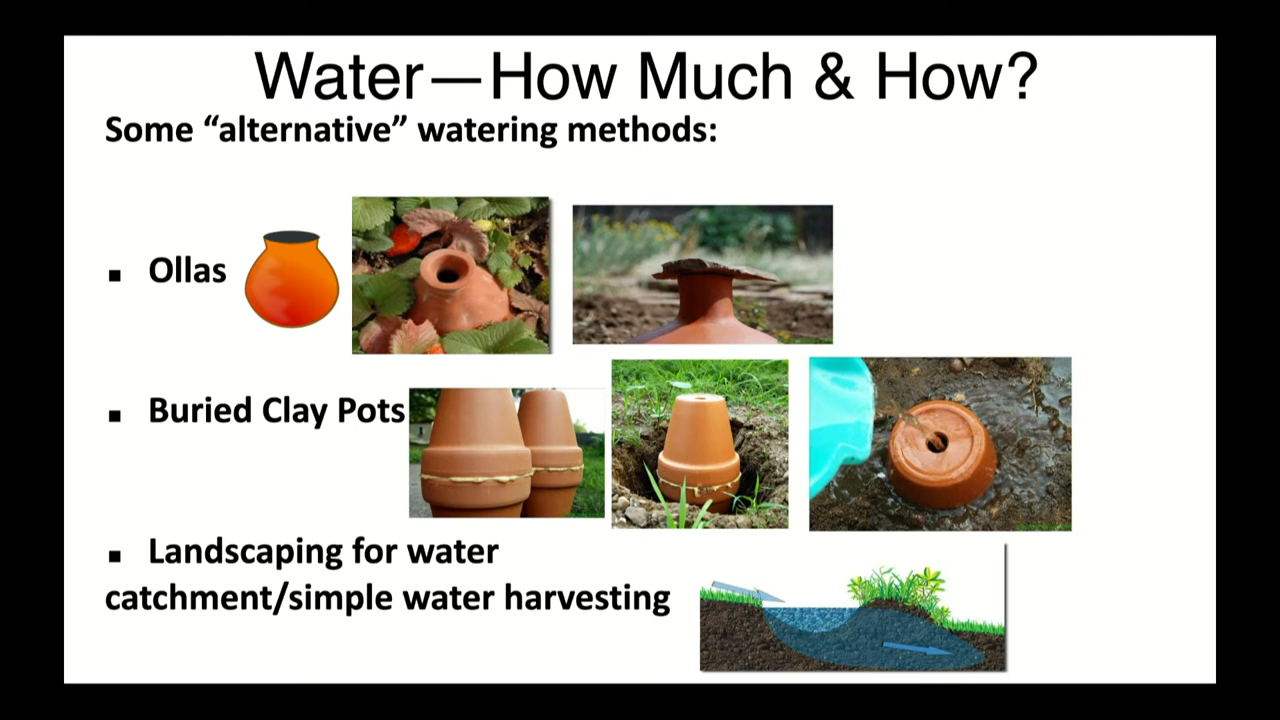 Water—How Much & How?
Some “alternative” watering methods:
▪ Ollas
▪ Buried Clay Pots
▪ Landscaping for water
catchment/simple water harvesting